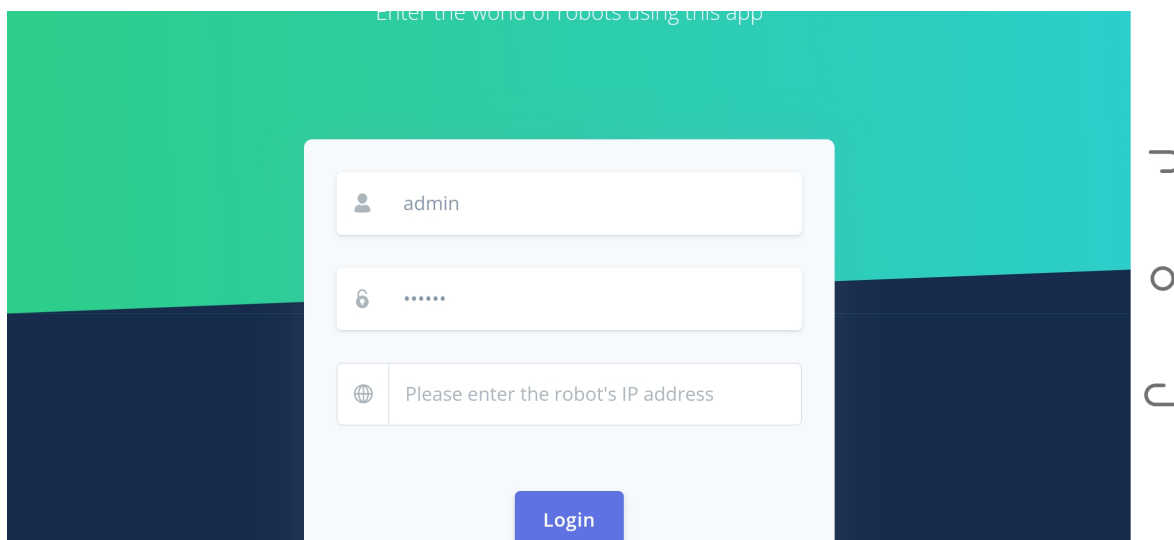 Enter the world of robots using this app
admin
••••••
Please enter the robot's IP address
Login